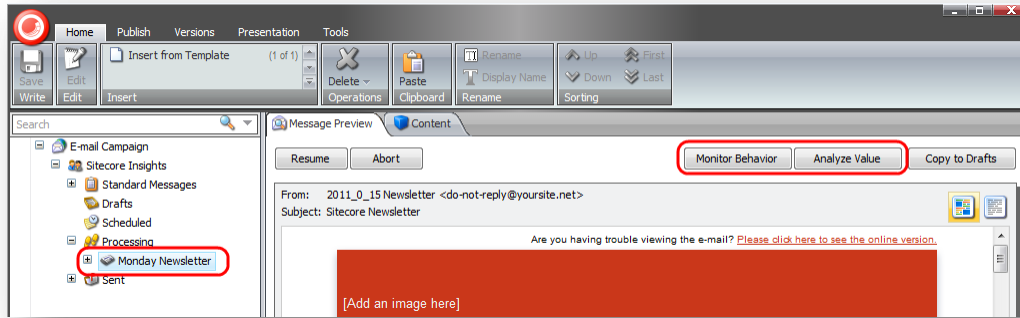 Home Publish Versions Presentation Tools
Insert from Template (1 of 1)
Save Edit Delete Paste Rename Display Name Up First Down Last
Write Edit Insert Operations Clipboard Rename Sorting
Search
Message Preview Content
E-mail Campaign
Sitecore Insights
Standard Messages
Drafts
Scheduled
Processing
Monday Newsletter
Sent
Resume Abort Monitor Behavior Analyze Value Copy to Drafts
From: 2011_0_15 Newsletter <do-not-reply@yoursite.net>
Subject: Sitecore Newsletter
Are you having trouble viewing the e-mail? Please click here to see the online version.
[Add an image here]